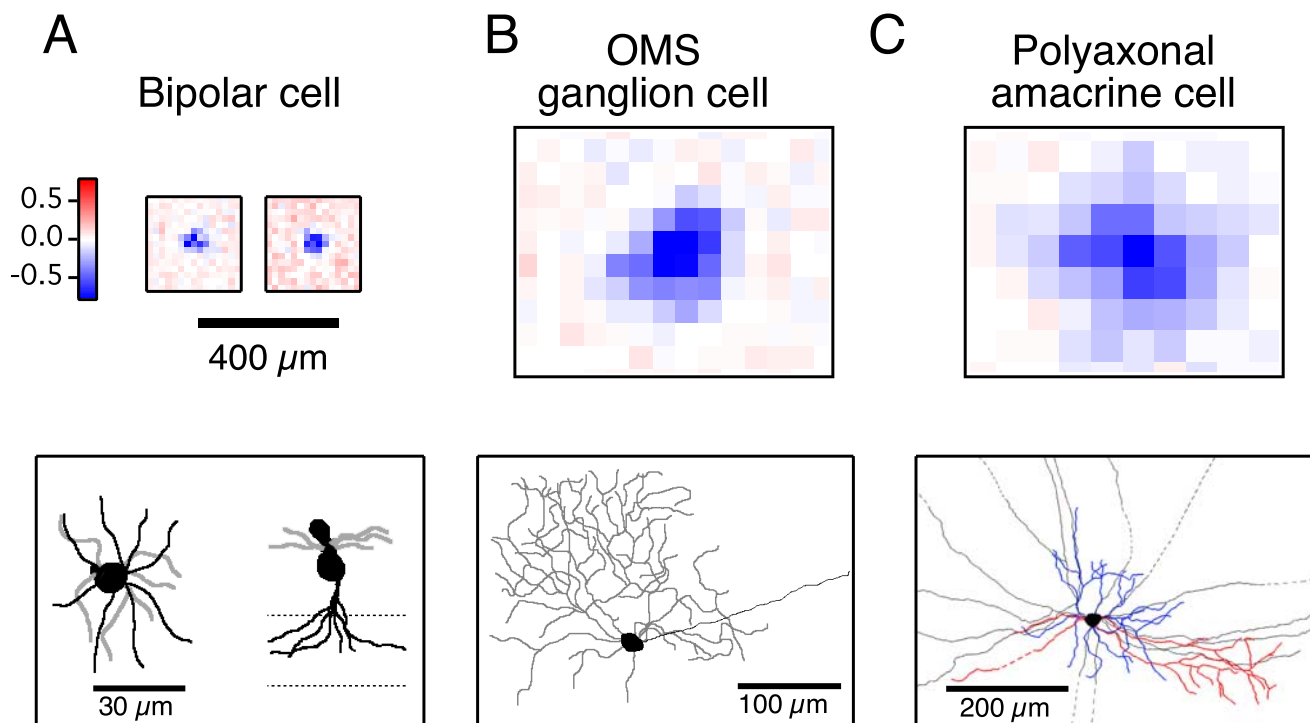 A
Bipolar cell
0.5
0.0
-0.5
400 µm
B
OMS
ganglion cell
C
Polyaxonal
amacrine cell
30 µm
100 µm
200 µm